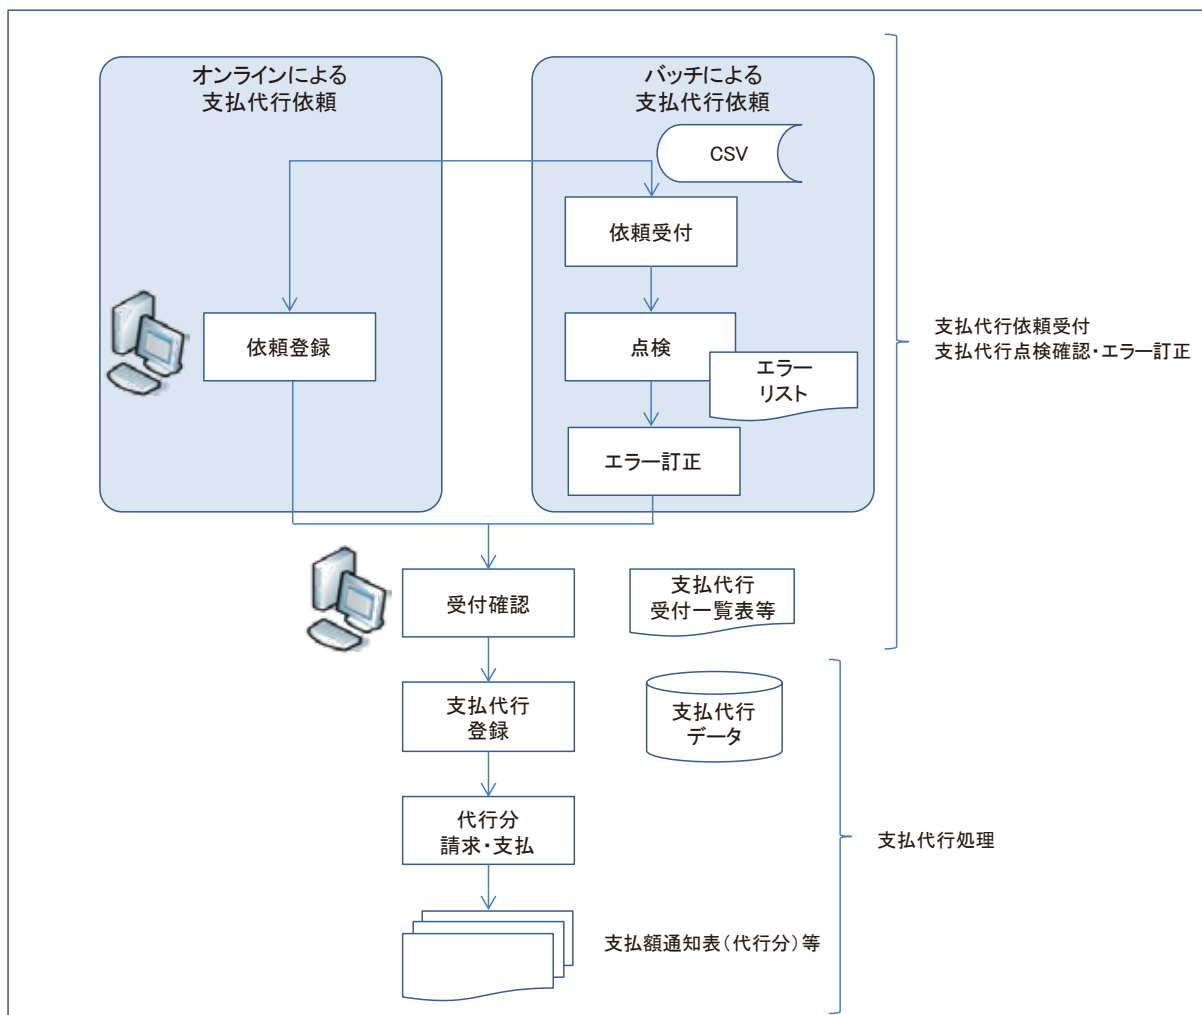 オンラインによる
支払代行依頼
バッチによる
支払代行依頼
CSV
依頼受付
依頼登録
点検
エラー
リスト
エラー訂正
支払代行依頼受付
支払代行点検確認・エラー訂正
受付確認
支払代行
受付一覧表等
支払代行
登録
支払代行
データ
代行分
請求・支払
支払代行処理
支払額通知表(代行分)等